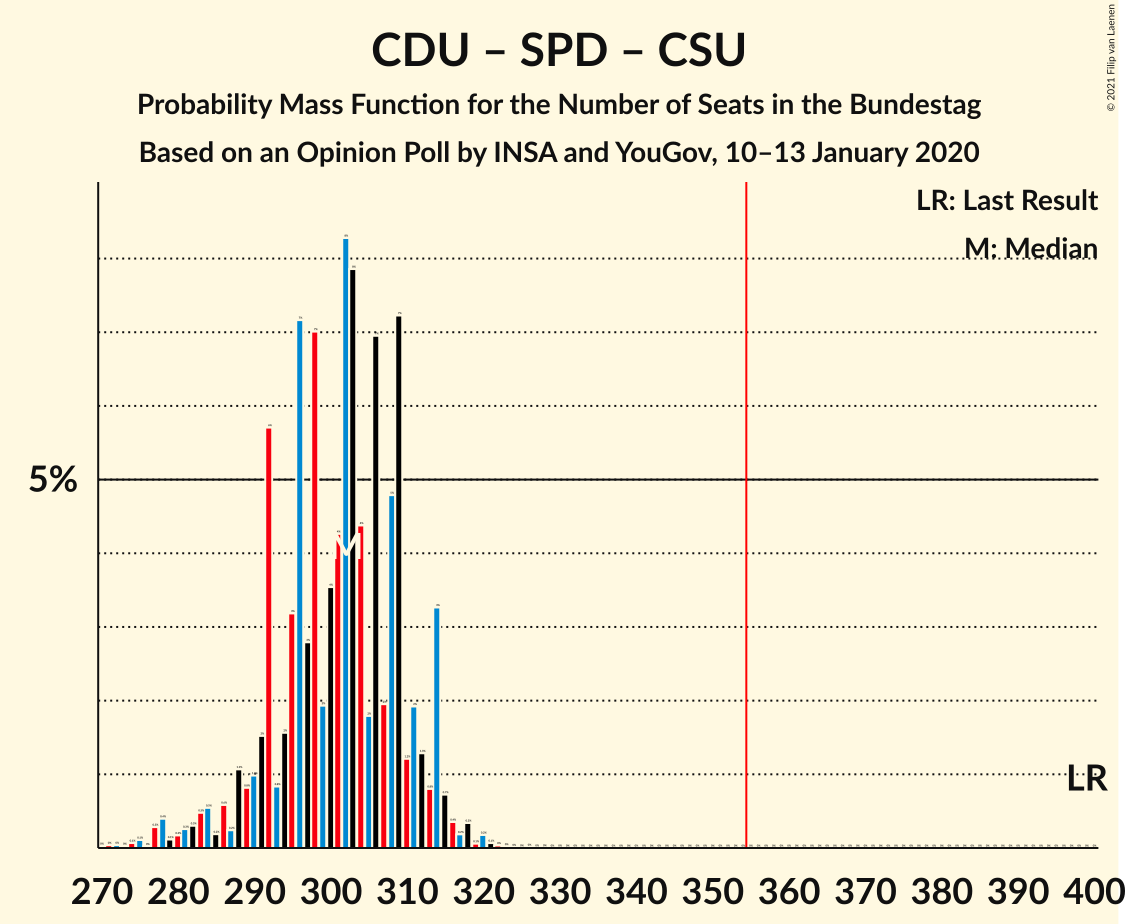 CDU – SPD – CSU
Probability Mass Function for the Number of Seats in the Bundestag
Based on an Opinion Poll by INSA and YouGov, 10–13 January 2020
© 2021 Filip van Laenen
LR: Last Result
M: Median
5%
M
LR
270 280 290 300 310 320 330 340 350 360 370 380 390 400